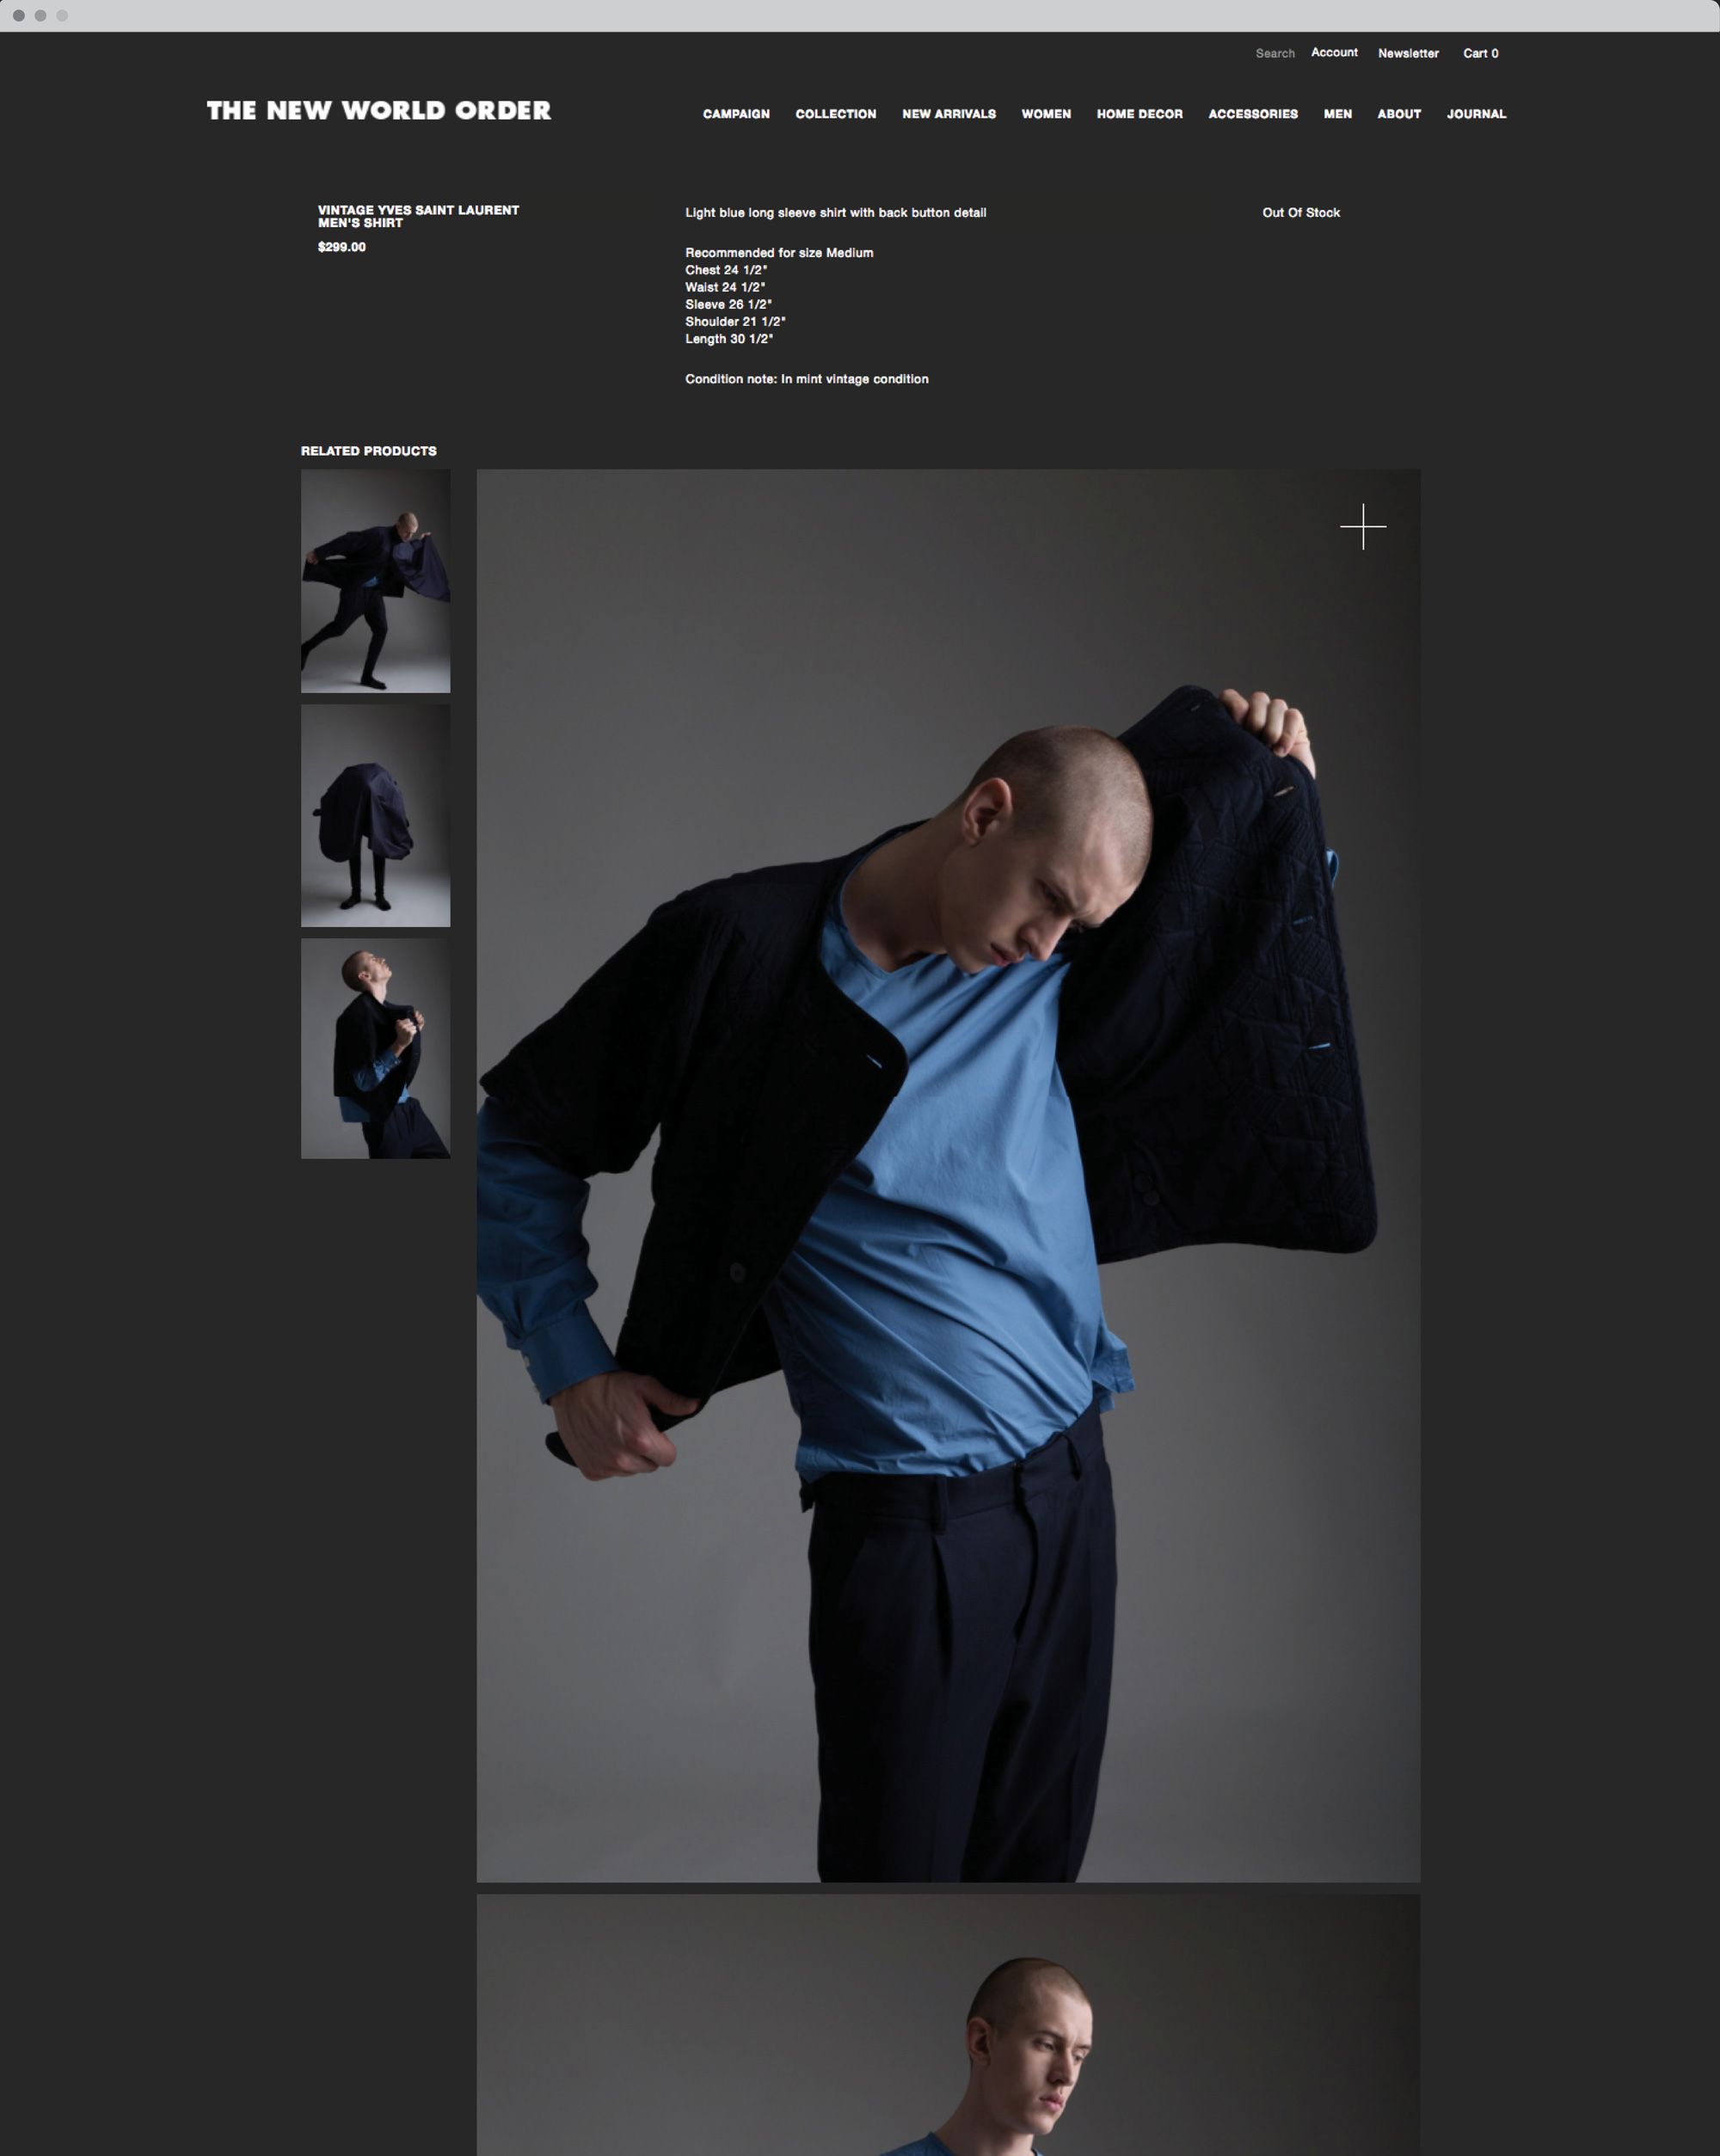 Search Account Newsletter Cart 0
THE NEW WORLD ORDER
CAMPAIGN COLLECTION NEW ARRIVALS WOMEN HOME DECOR ACCESSORIES MEN ABOUT JOURNAL
VINTAGE YVES SAINT LAURENT
MEN'S SHIRT
$299.00
Light blue long sleeve shirt with back button detail
Recommended for size Medium
Chest 24 1/2"
Waist 24 1/2"
Sleeve 26 1/2"
Shoulder 21 1/2"
Length 30 1/2"
Condition note: In mint vintage condition
Out Of Stock
RELATED PRODUCTS